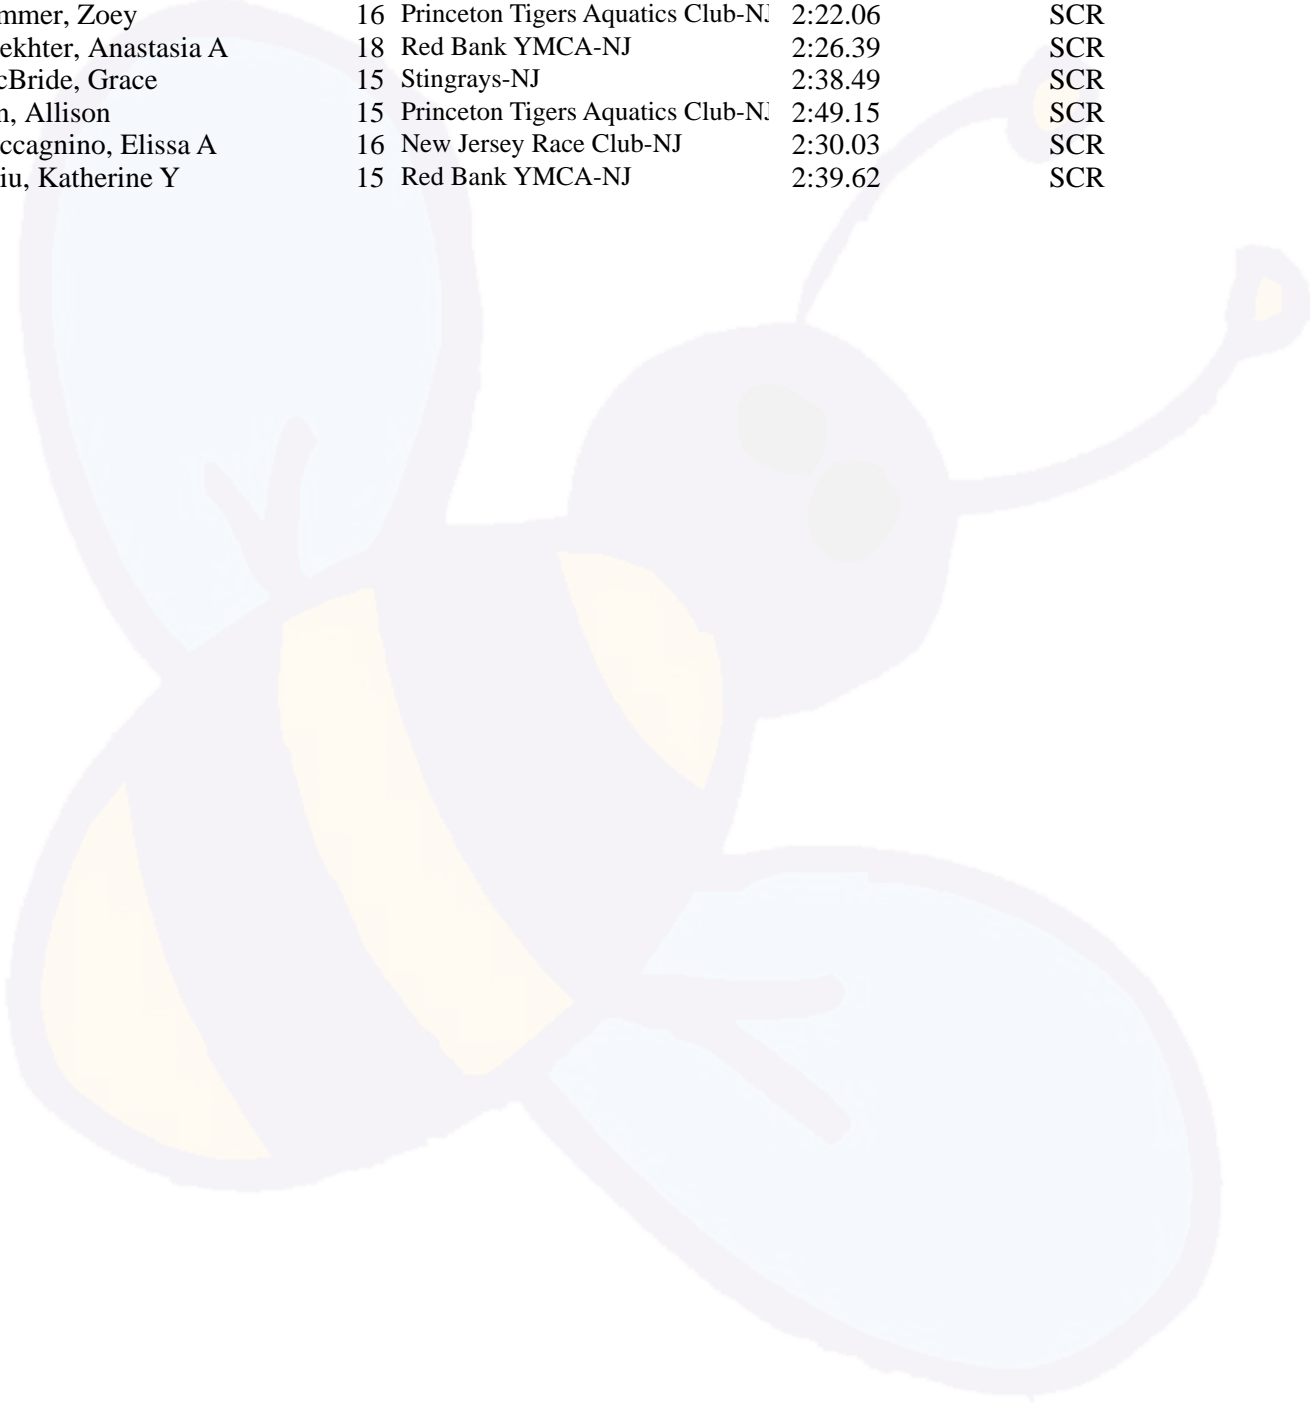 mmer, Zoey 16 Princeton Tigers Aquatics Club-NJ 2:22.06 SCR
ekhter, Anastasia A 18 Red Bank YMCA-NJ 2:26.39 SCR
cBride, Grace 15 Stingrays-NJ 2:38.49 SCR
n, Allison 15 Princeton Tigers Aquatics Club-NJ 2:49.15 SCR
ccagnino, Elissa A 16 New Jersey Race Club-NJ 2:30.03 SCR
iu, Katherine Y 15 Red Bank YMCA-NJ 2:39.62 SCR